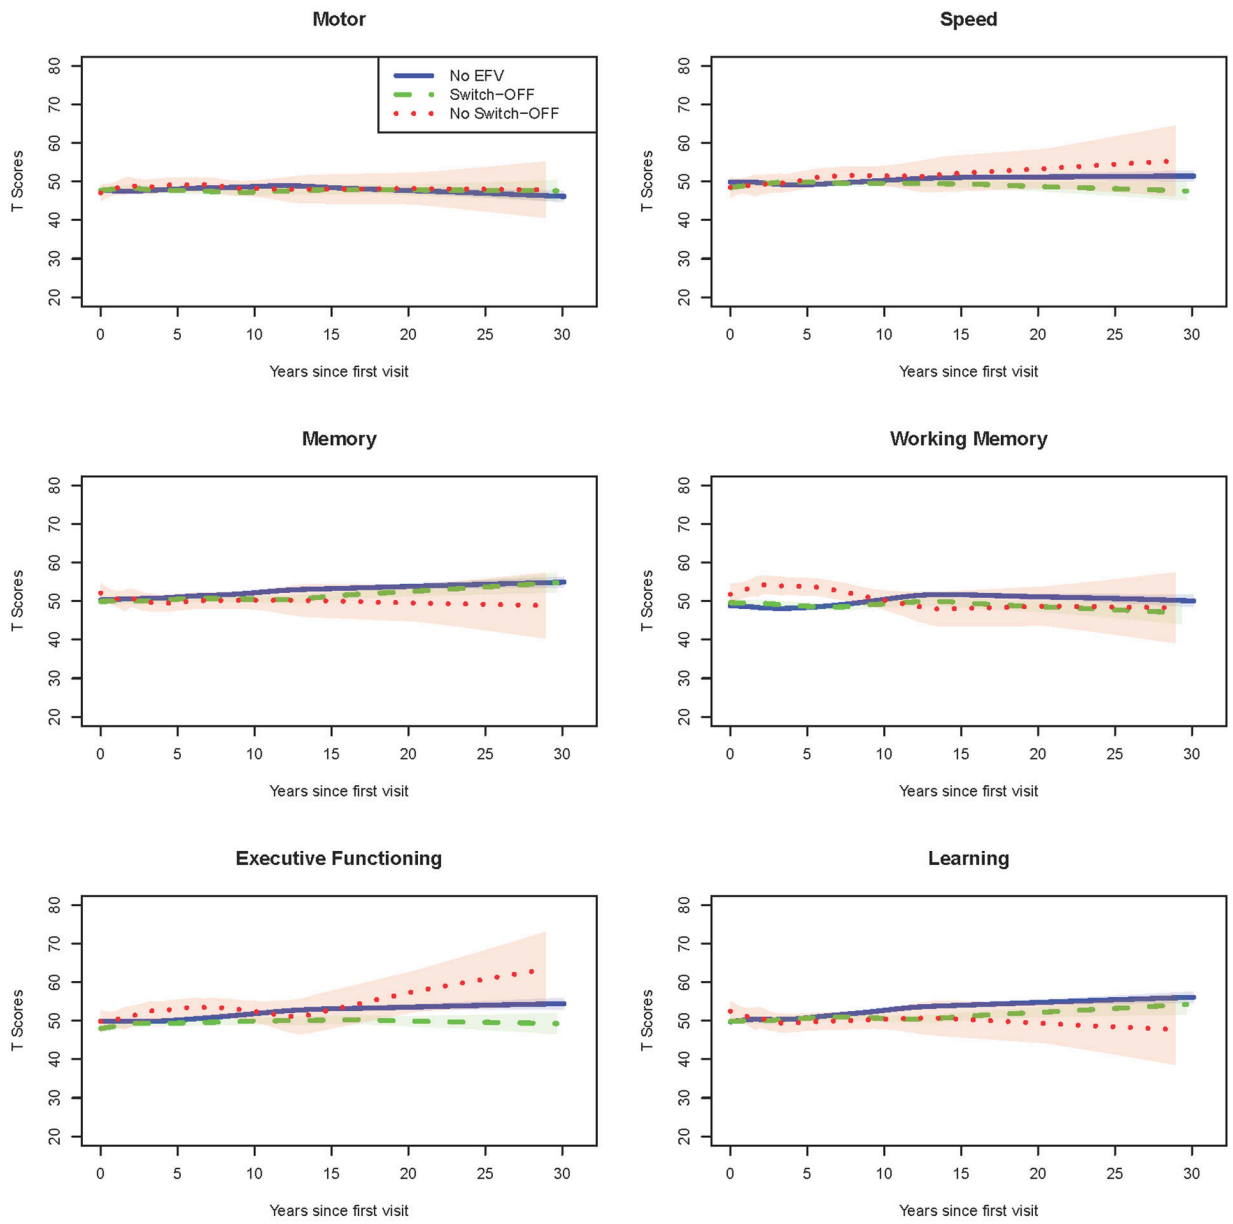 Motor
T Scores
80
70
60
50
40
30
20
No EFV
Switch−OFF
No Switch−OFF
0 5 10 15 20 25 30
Years since first visit
Speed
T Scores
80
70
60
50
40
30
20
0 5 10 15 20 25 30
Years since first visit
Memory
T Scores
80
70
60
50
40
30
20
0 5 10 15 20 25 30
Years since first visit
Working Memory
T Scores
80
70
60
50
40
30
20
0 5 10 15 20 25 30
Years since first visit
Executive Functioning
T Scores
80
70
60
50
40
30
20
0 5 10 15 20 25 30
Years since first visit
Learning
T Scores
80
70
60
50
40
30
20
0 5 10 15 20 25 30
Years since first visit